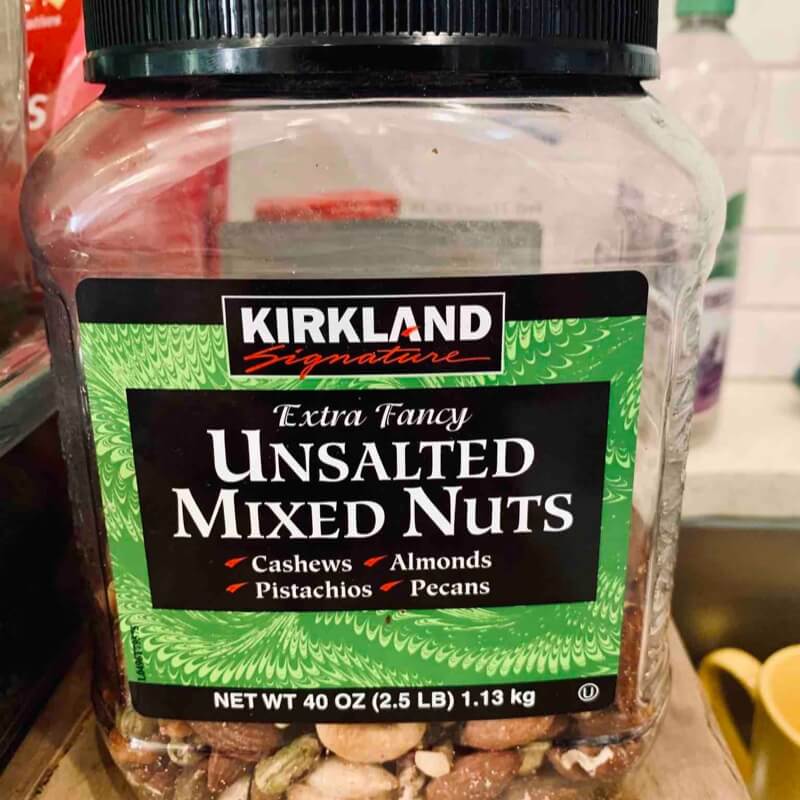 KIRKLAND
Signature
Extra Fancy
UNSALTED
MIXED NUTS
Cashews Almonds
Pistachios Pecans
NET WT 40 OZ (2.5 LB) 1.13 kg U